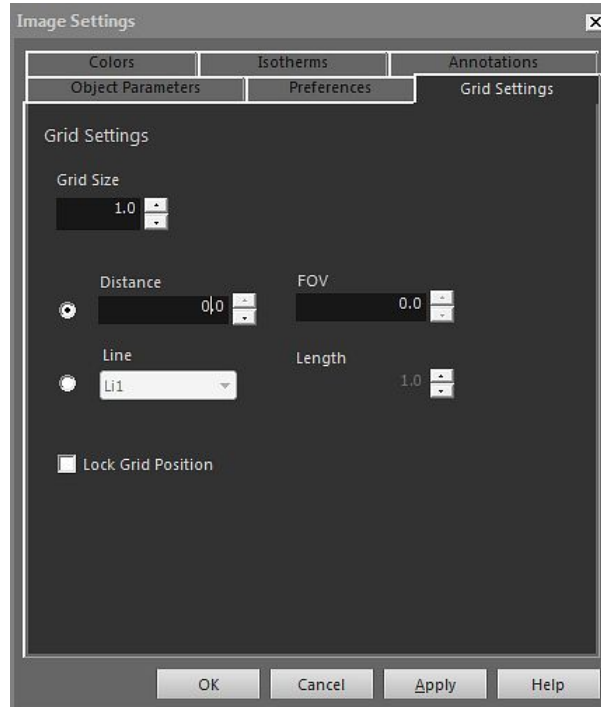 Image Settings
Colors Isotherms Annotations
Object Parameters Preferences Grid Settings
Grid Settings
Grid Size
1.0
Distance FOV
0.0 0.0
Line Length
Li1 1.0
Lock Grid Position
OK Cancel Apply Help